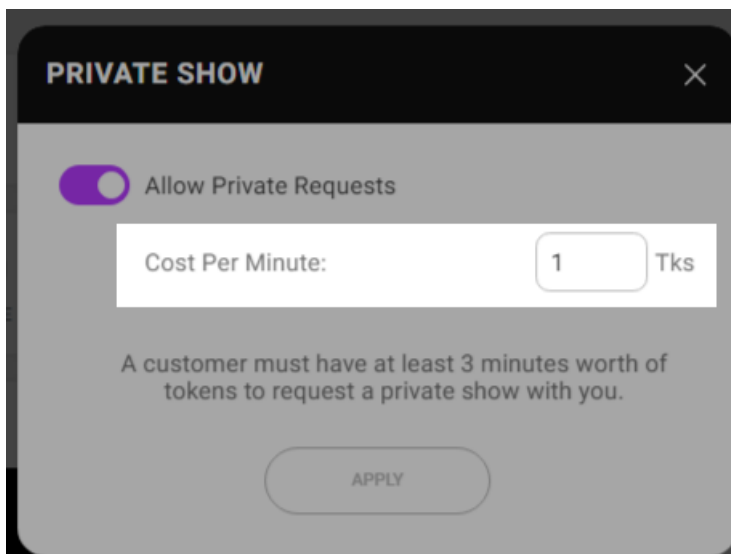 PRIVATE SHOW
Allow Private Requests
Cost Per Minute: 1 Tks
A customer must have at least 3 minutes worth of
tokens to request a private show with you.
APPLY